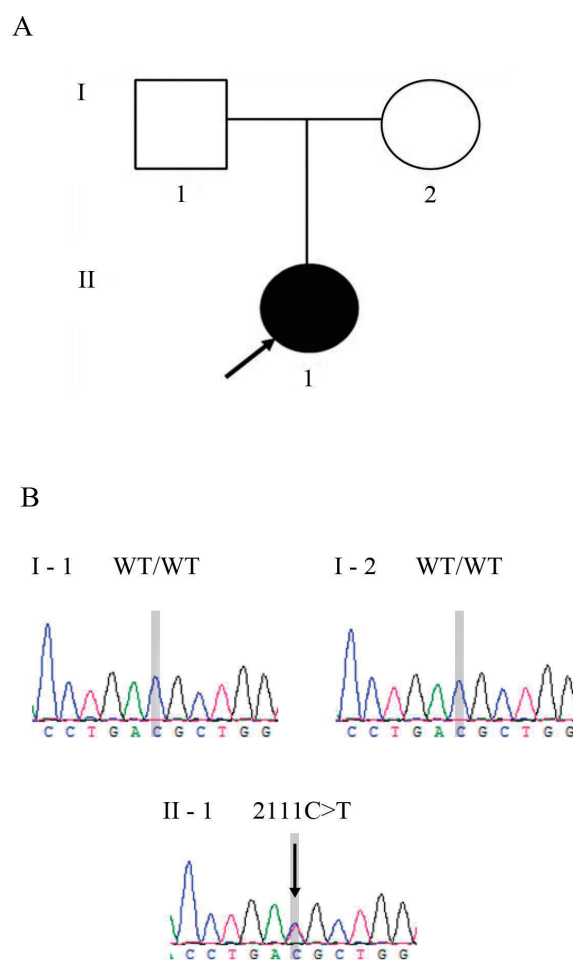 A
I
1
2
II
1
B
I - 1 WT/WT
I - 2 WT/WT
C C T G A C G C T G G
C C T G A C G C T G G
II - 1 2111C>T
A C C T G A C G C T G G